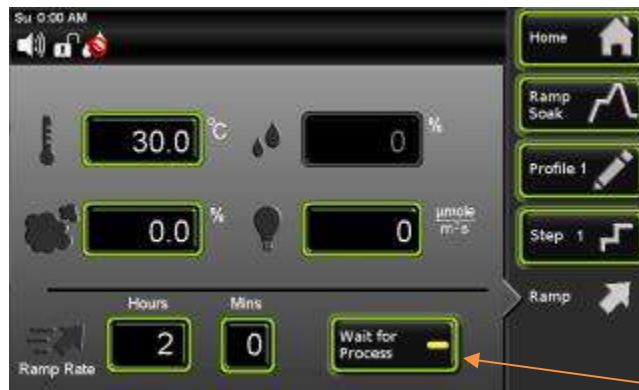 Su 0:00 AM
Home
Ramp
Soak
30.0 °C
0 %
Profile 1
0.0 %
0 µmole
m²s
Step 1
Hours
Mins
Ramp
Ramp Rate
2
0
Wait for
Process